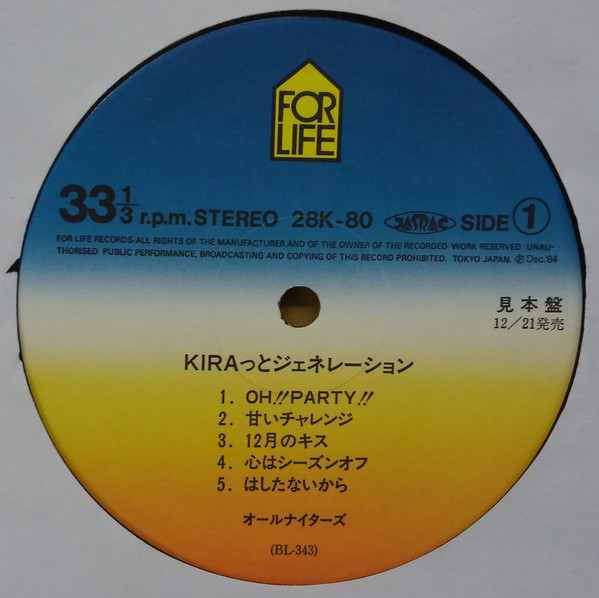 FOR
LIFE
33 1/3 r.p.m. STEREO 28K-80 JASRAC SIDE 1
FOR LIFE RECORDS-ALL RIGHTS OF THE MANUFACTURER AND OF THE OWNER OF THE RECORDED WORK RESERVED. UNAU-
THORISED PUBLIC PERFORMANCE, BROADCASTING AND COPYING OF THIS RECORD PROHIBITED. TOKYO JAPAN. Ⓟ Dec.'84
見本盤
12/21発売
KIRAっとジェネレーション
1. OH!!PARTY!!
2. 甘いチャレンジ
3. 12月のキス
4. 心はシーズンオフ
5. はしたないから
オールナイターズ
(BL-343)